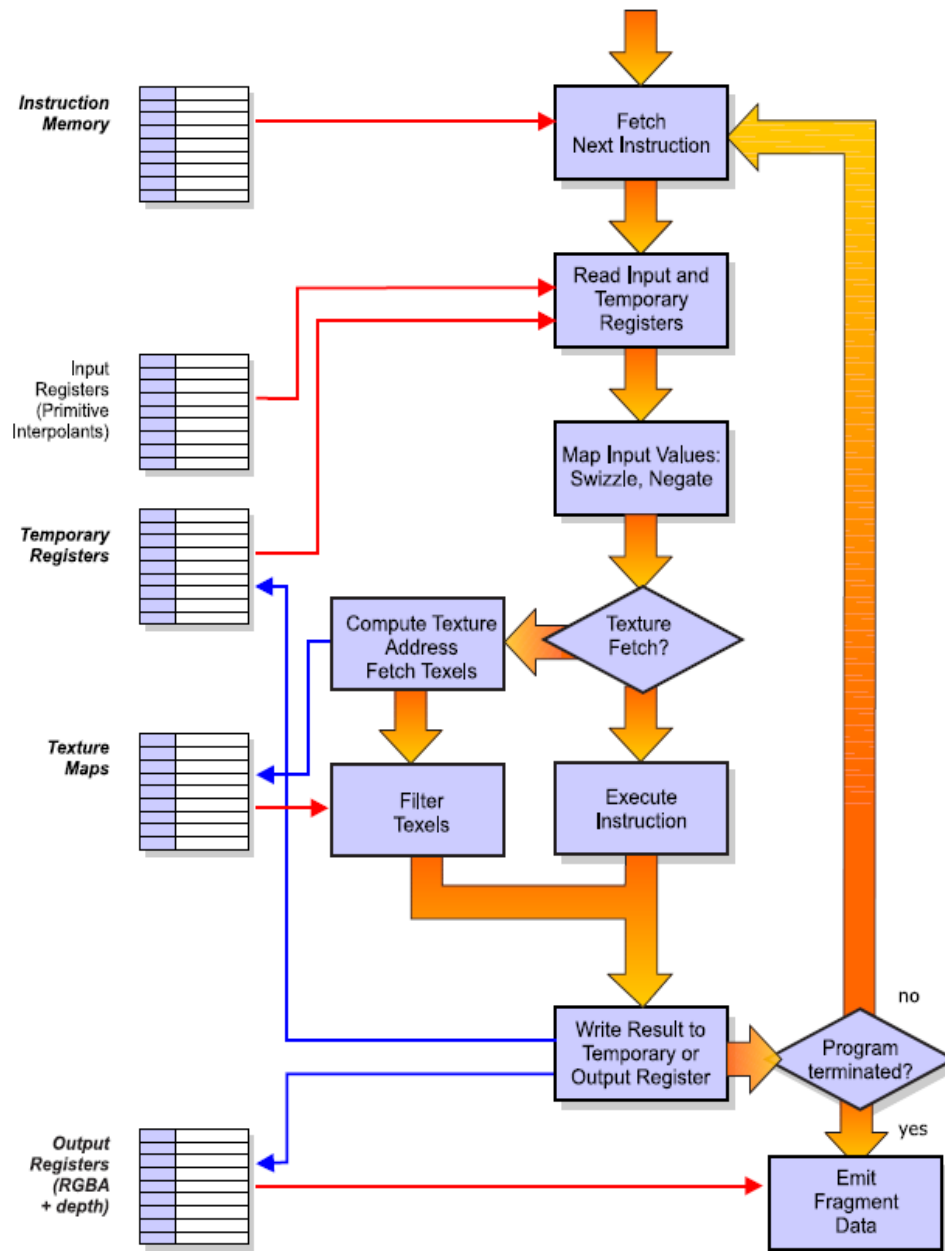 Instruction
Memory
Fetch
Next Instruction
Read Input and
Temporary
Registers
Input
Registers
(Primitive
Interpolants)
Map Input Values:
Swizzle, Negate
Temporary
Registers
Compute Texture
Address
Fetch Texels
Texture
Fetch?
Texture
Maps
Filter
Texels
Execute
Instruction
no
Write Result to
Temporary or
Output Register
Program
terminated?
yes
Output
Registers
(RGBA
+ depth)
Emit
Fragment
Data